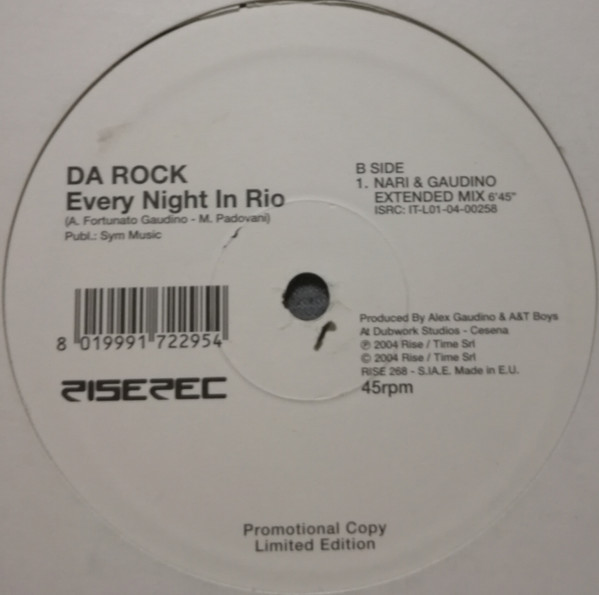 DA ROCK
Every Night In Rio
(A. Fortunato Gaudino - M. Padovani)
Publ.: Sym Music
B SIDE
1. NARI & GAUDINO
EXTENDED MIX 6'45"
ISRC: IT-L01-04-00258
8 019991 722954
RISEREC
Produced By Alex Gaudino & A&T Boys
At Dubwork Studios - Cesena
℗ 2004 Rise / Time Srl
© 2004 Rise / Time Srl
RISE 268 - S.I.AE. Made in E.U.
45rpm
Promotional Copy
Limited Edition